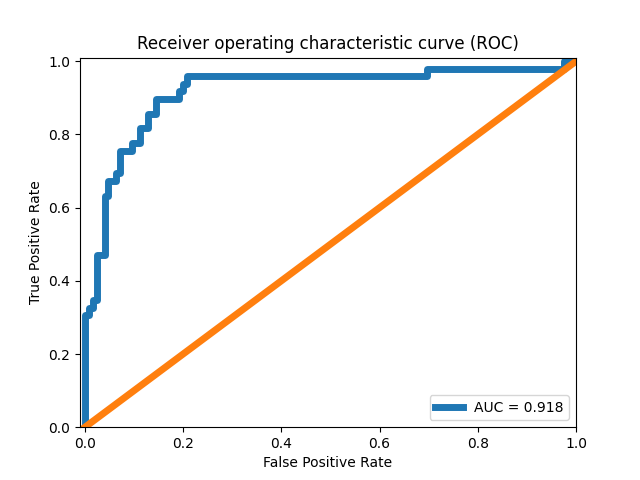 Receiver operating characteristic curve (ROC)
1.0
0.8
0.6
0.4
0.2
0.0
True Positive Rate
AUC = 0.918
0.0 0.2 0.4 0.6 0.8 1.0
False Positive Rate